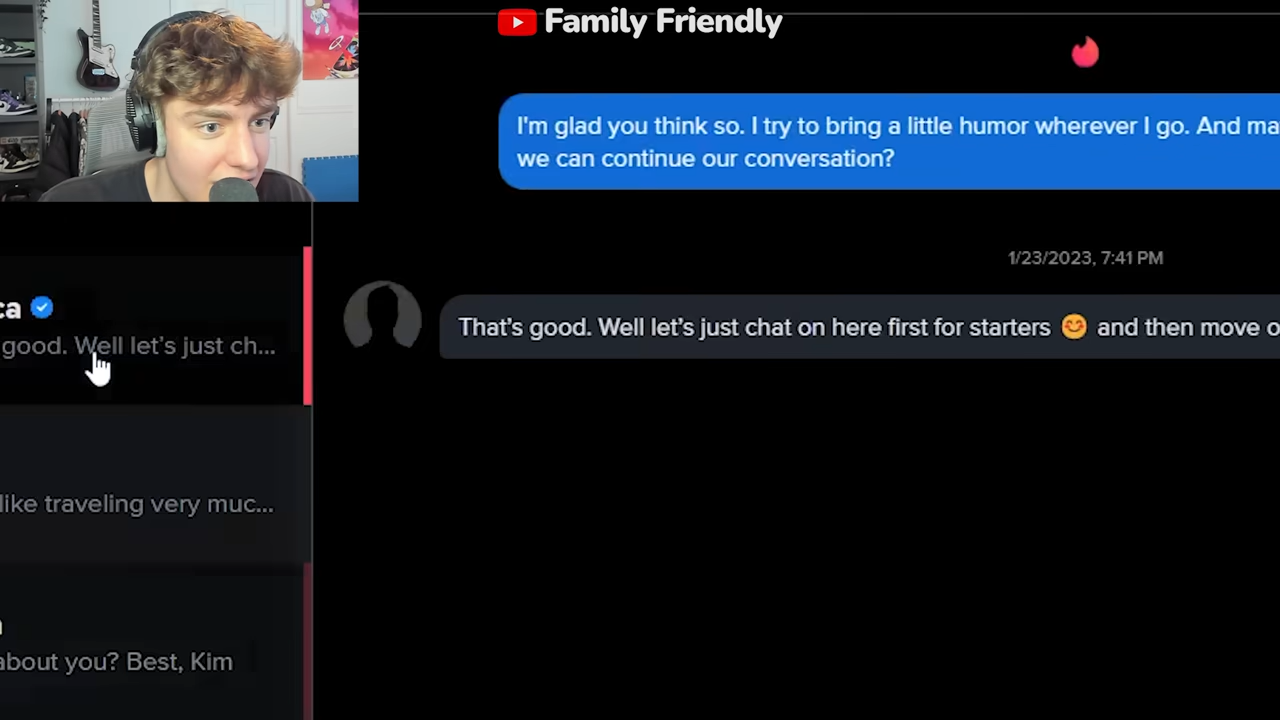 Family Friendly
I'm glad you think so. I try to bring a little humor wherever I go. And ma
we can continue our conversation?
1/23/2023, 7:41 PM
That's good. Well let's just chat on here first for starters 😊 and then move o
ca
good. Well let's just ch...
like traveling very muc...
about you? Best, Kim